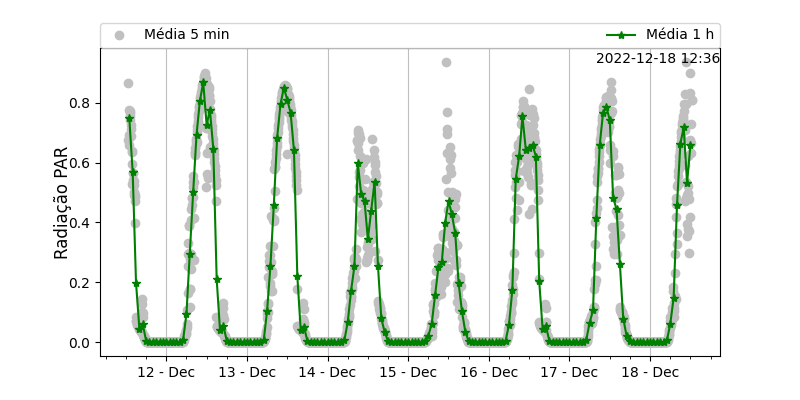 Média 5 min
Média 1 h
2022-12-18 12:36
Radiação PAR
0.8
0.6
0.4
0.2
0.0
12 - Dec
13 - Dec
14 - Dec
15 - Dec
16 - Dec
17 - Dec
18 - Dec